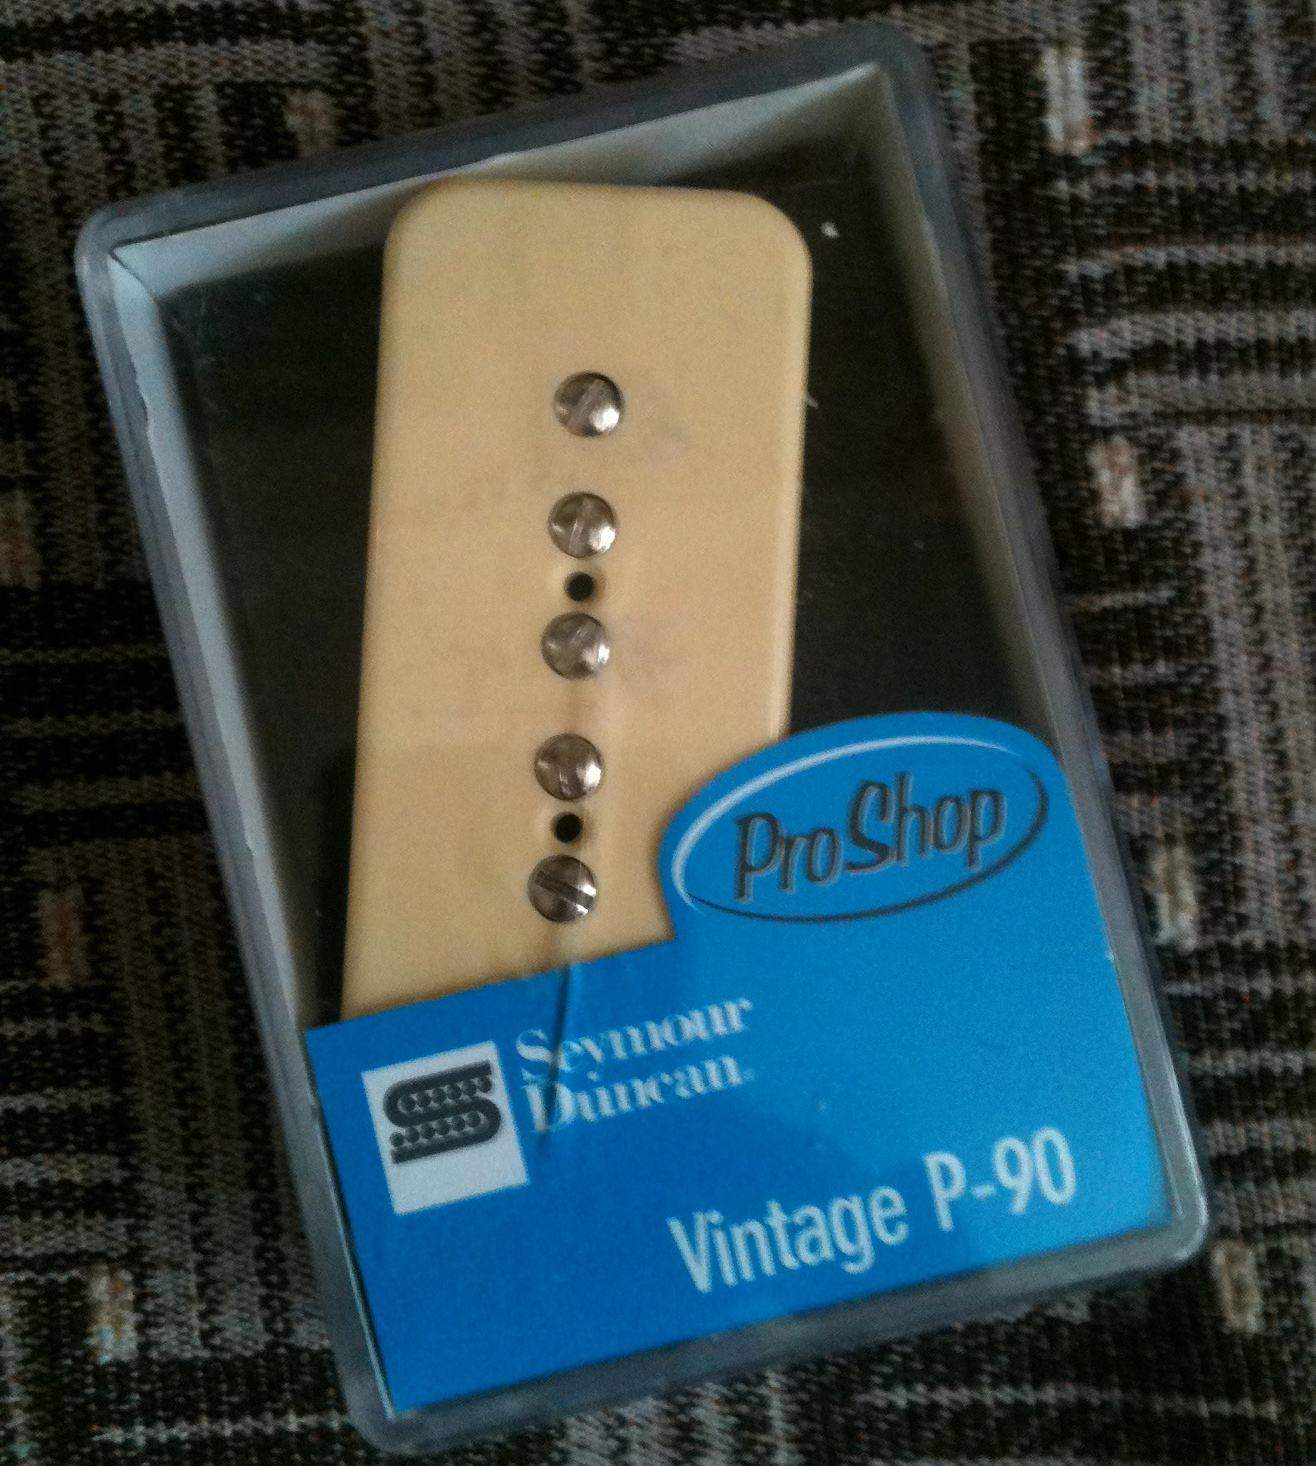 ProShop
Seymour
Duncan
Vintage P-90